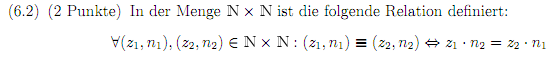 (6.2) (2 Punkte) In der Menge ℕ × ℕ ist die folgende Relation definiert:
∀(z₁, n₁), (z₂, n₂) ∈ ℕ × ℕ : (z₁, n₁) ≡ (z₂, n₂) ⇔ z₁ · n₂ = z₂ · n₁